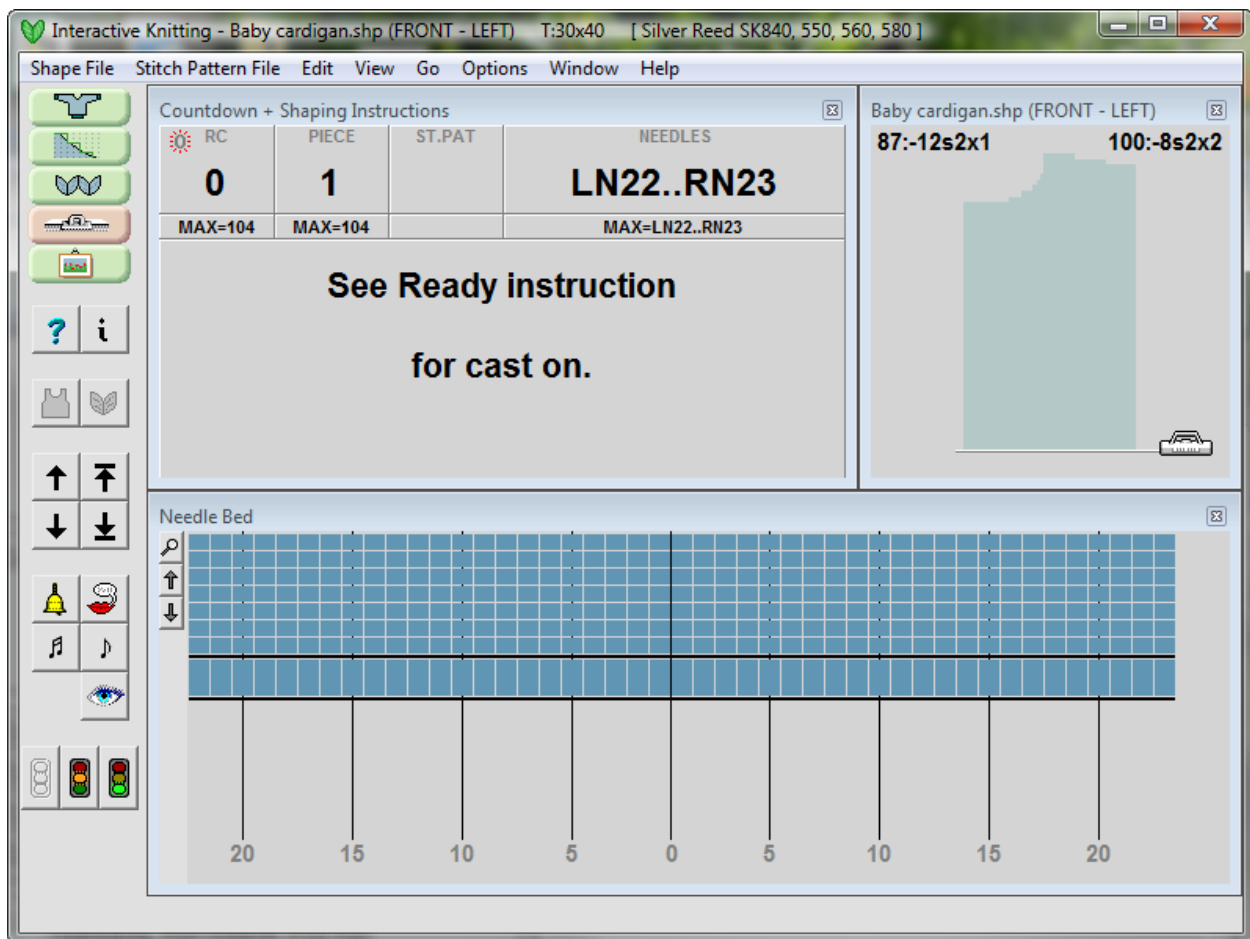 Interactive Knitting - Baby cardigan.shp (FRONT - LEFT) T:30x40 [ Silver Reed SK840, 550, 560, 580 ]
Shape File Stitch Pattern File Edit View Go Options Window Help
Countdown + Shaping Instructions
RC PIECE ST.PAT NEEDLES
0 1 LN22..RN23
MAX=104 MAX=104 MAX=LN22..RN23
See Ready instruction
for cast on.
Baby cardigan.shp (FRONT - LEFT)
87:-12s2x1 100:-8s2x2
Needle Bed
20 15 10 5 0 5 10 15 20